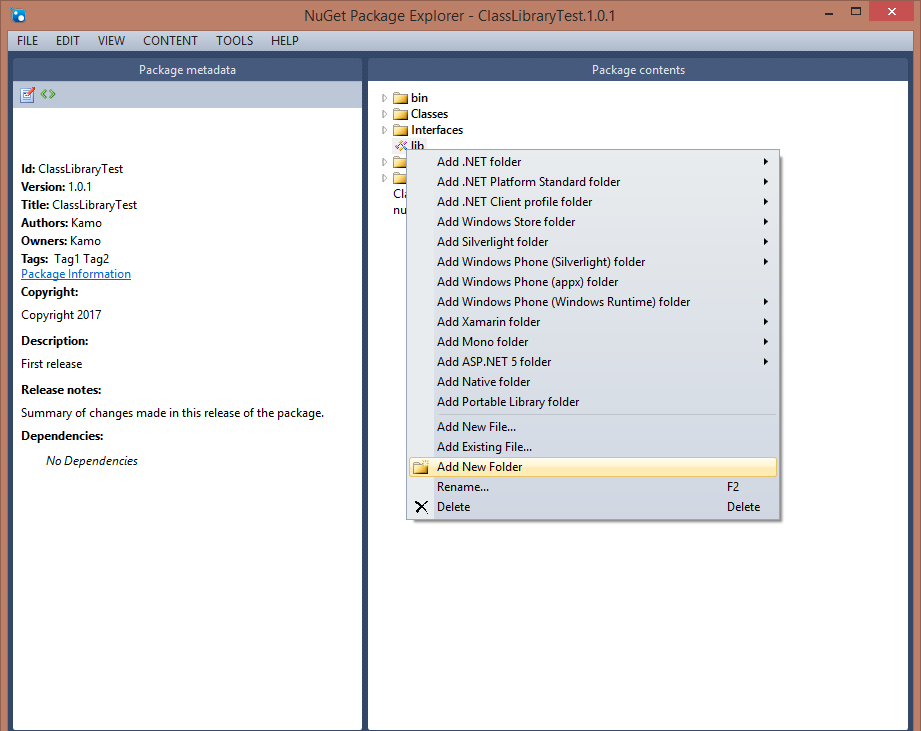 NuGet Package Explorer - ClassLibraryTest.1.0.1
FILE EDIT VIEW CONTENT TOOLS HELP
Package metadata
Id: ClassLibraryTest
Version: 1.0.1
Title: ClassLibraryTest
Authors: Kamo
Owners: Kamo
Tags: Tag1 Tag2
Package Information
Copyright:
Copyright 2017
Description:
First release
Release notes:
Summary of changes made in this release of the package.
Dependencies:
No Dependencies
Package contents
bin
Classes
Interfaces
lib
Add .NET folder
Add .NET Platform Standard folder
Add .NET Client profile folder
Add Windows Store folder
Add Silverlight folder
Add Windows Phone (Silverlight) folder
Add Windows Phone (appx) folder
Add Windows Phone (Windows Runtime) folder
Add Xamarin folder
Add Mono folder
Add ASP.NET 5 folder
Add Native folder
Add Portable Library folder
Add New File...
Add Existing File...
Add New Folder
Rename... F2
Delete Delete